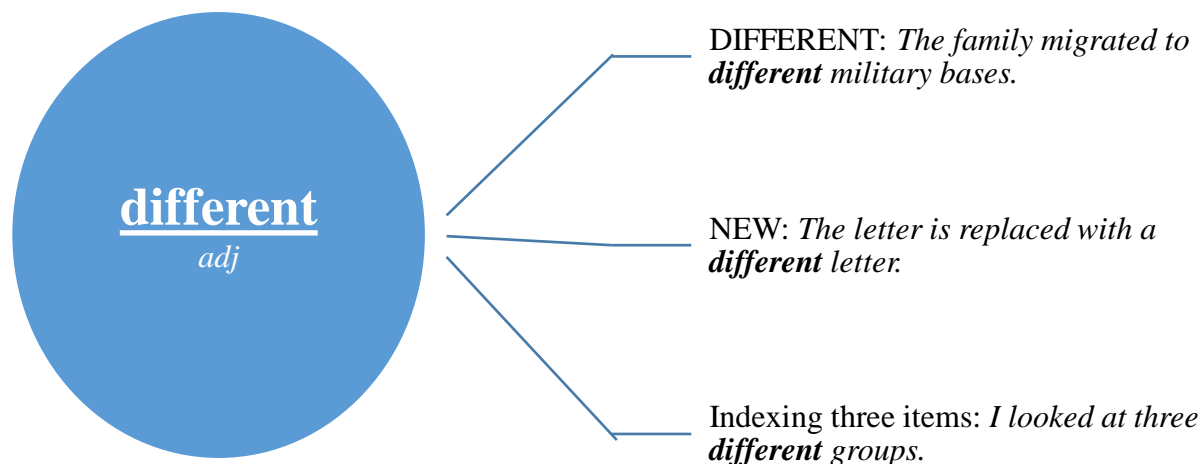 different
adj
DIFFERENT: The family migrated to
different military bases.
NEW: The letter is replaced with a
different letter.
Indexing three items: I looked at three
different groups.